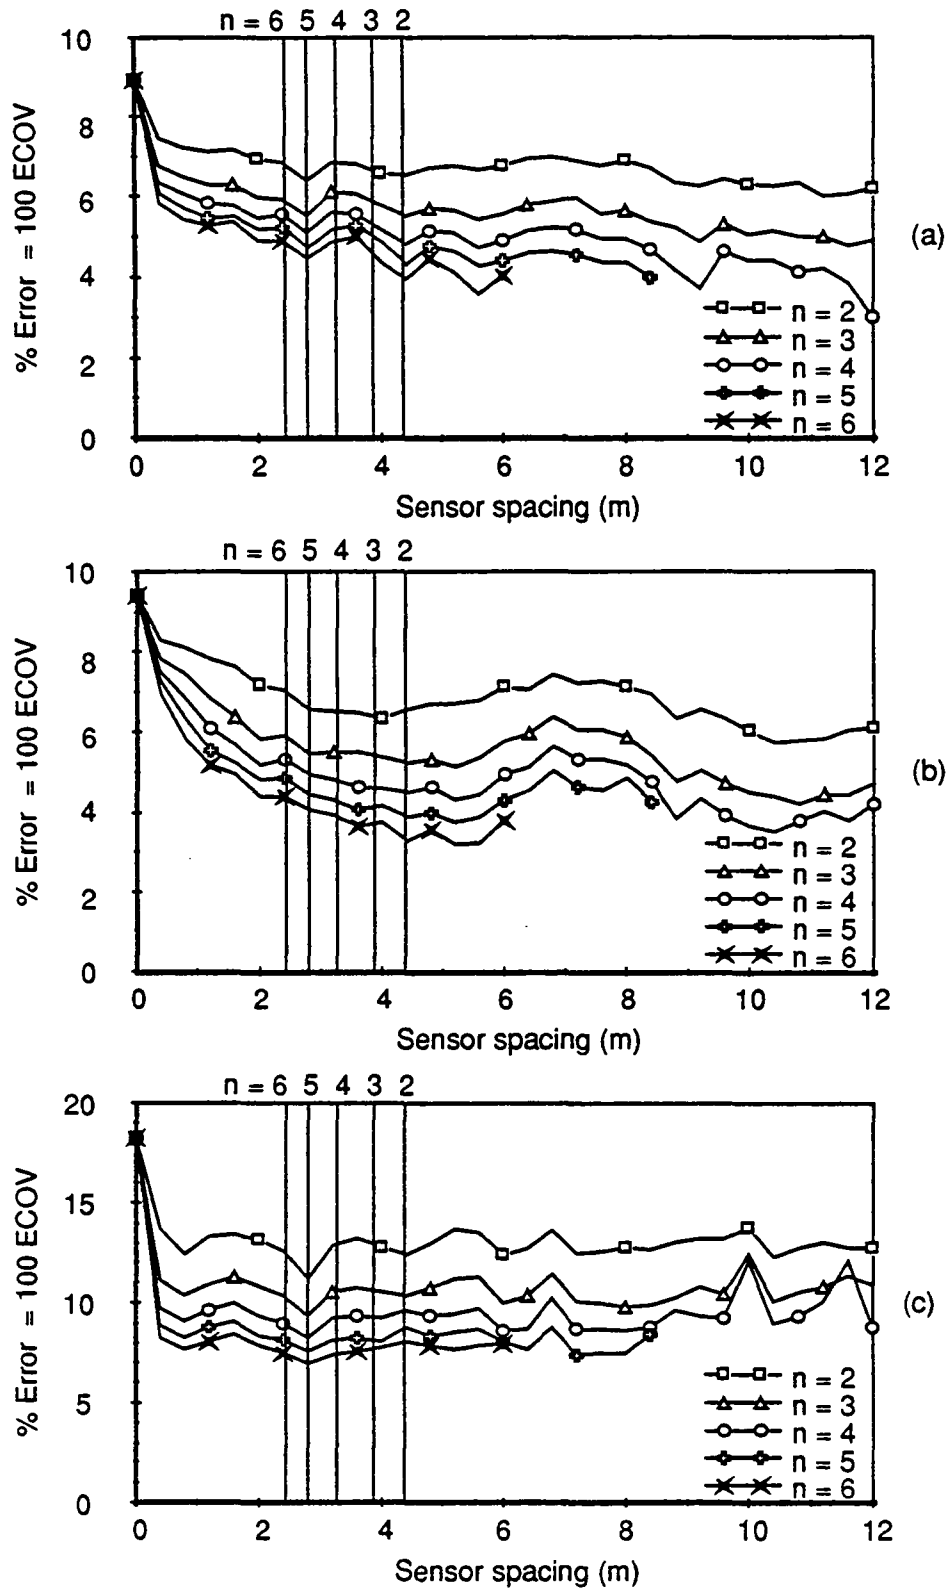 n = 6 5 4 3 2
10
8
6
4
2
0
% Error = 100 ECOV
n = 2
n = 3
n = 4
n = 5
n = 6
0 2 4 6 8 10 12
Sensor spacing (m)
(a)
n = 6 5 4 3 2
10
8
6
4
2
0
% Error = 100 ECOV
n = 2
n = 3
n = 4
n = 5
n = 6
0 2 4 6 8 10 12
Sensor spacing (m)
(b)
n = 6 5 4 3 2
20
15
10
5
0
% Error = 100 ECOV
n = 2
n = 3
n = 4
n = 5
n = 6
0 2 4 6 8 10 12
Sensor spacing (m)
(c)